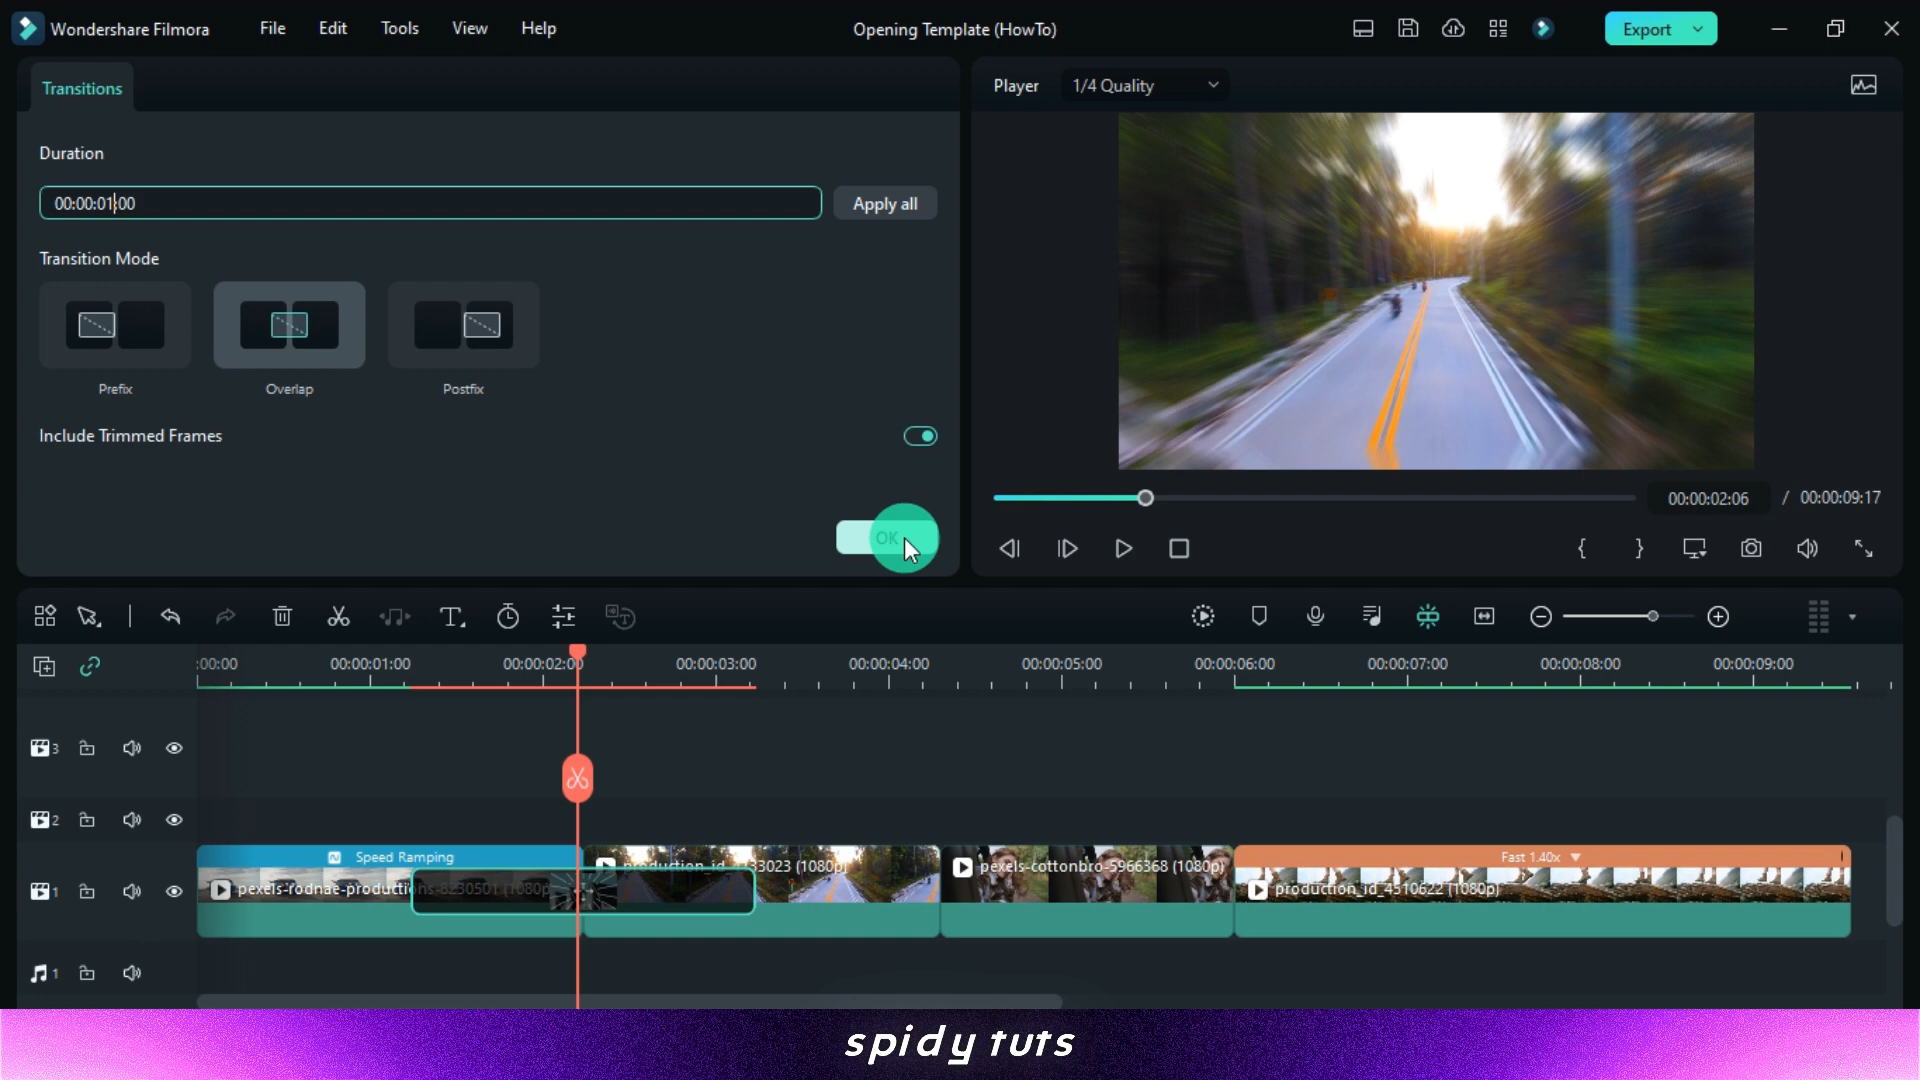 Wondershare Filmora
File
Edit
Tools
View
Help
Opening Template (HowTo)
Export
Transitions
Duration
00:00:01:00
Apply all
Transition Mode
Prefix
Overlap
Postfix
Include Trimmed Frames
OK
Player
1/4 Quality
00:00:02:06 / 00:00:09:17
:00:00
00:00:01:00
00:00:02:00
00:00:03:00
00:00:04:00
00:00:05:00
00:00:06:00
00:00:07:00
00:00:08:00
00:00:09:00
3
2
1
1
Speed Ramping
pexels-rodnae-productions-8230501 (1080p)
(1080p)
pexels-cottonbro-5966368 (1080p)
Fast 1.40x
production_id_4510622 (1080p)
spidy tuts